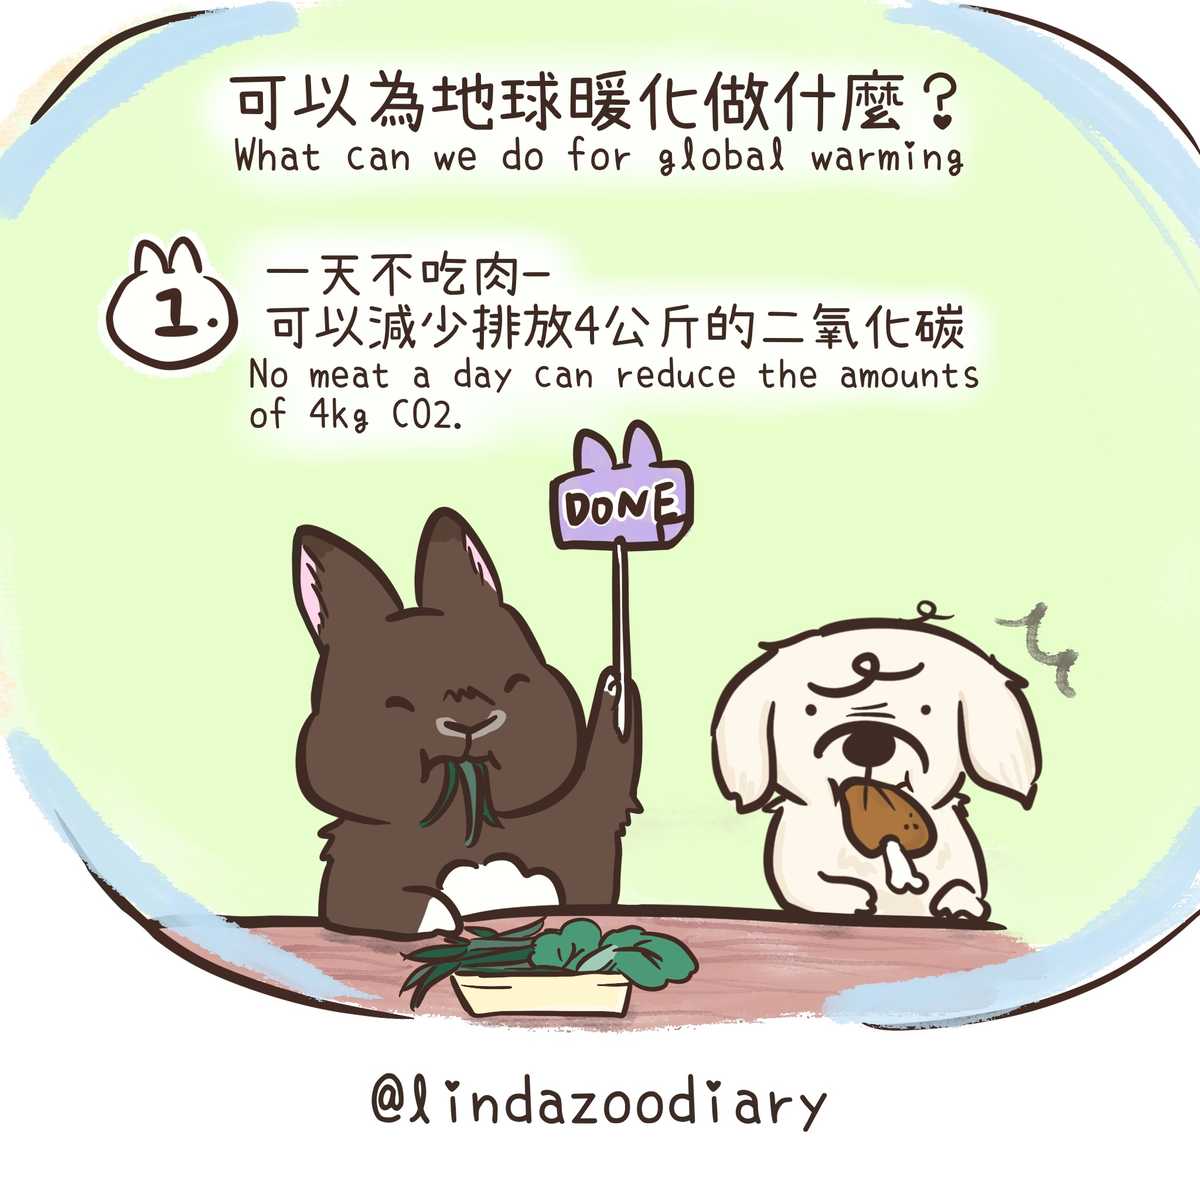 可以為地球暖化做什麼？
What can we do for global warming
1.
一天不吃肉-
可以減少排放4公斤的二氧化碳
No meat a day can reduce the amounts
of 4kg CO2.
DONE
@lindazoodiary